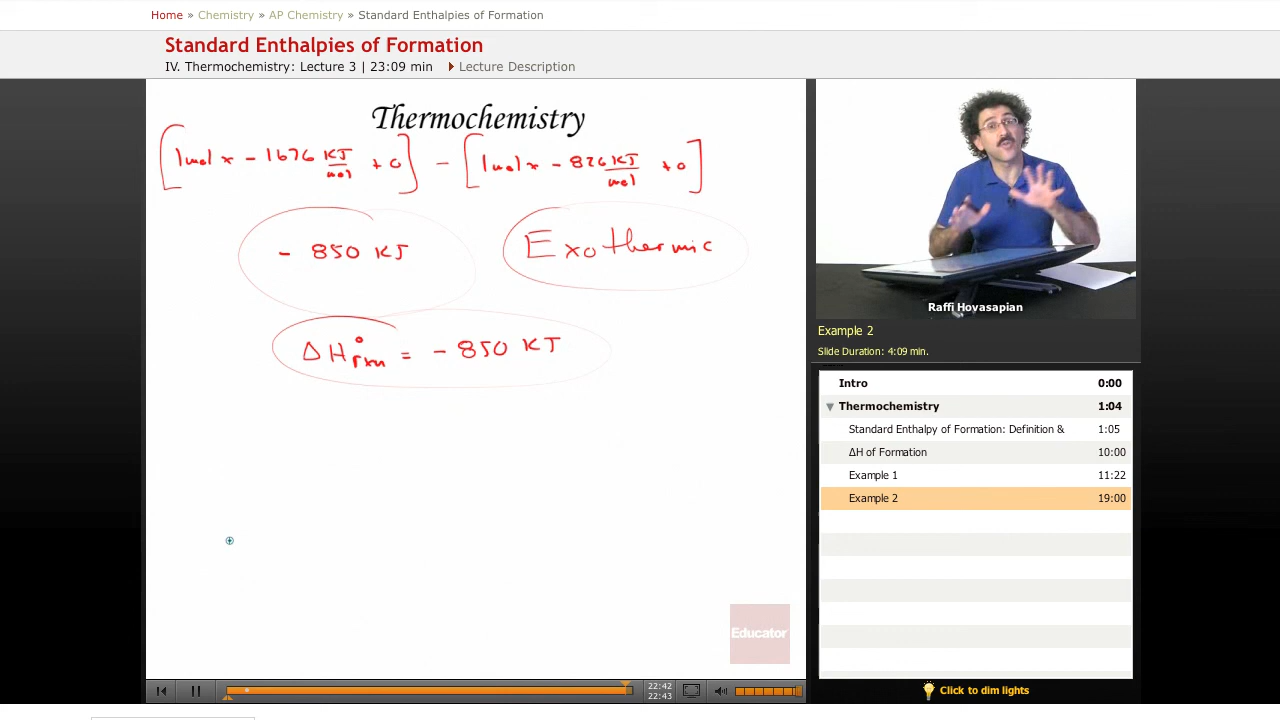 Home » Chemistry » AP Chemistry » Standard Enthalpies of Formation
Standard Enthalpies of Formation
IV. Thermochemistry: Lecture 3 | 23:09 min Lecture Description
Thermochemistry
[1mol x - 1676 KJ/mol + 0] - [1mol x - 826 KJ/mol + 0]
- 850 KJ Exothermic
ΔH°rxn = - 850 KJ
Educator
22:42
22:43
Raffi Hovasapian
Example 2
Slide Duration: 4:09 min.
Intro 0:00
Thermochemistry 1:04
Standard Enthalpy of Formation: Definition & 1:05
ΔH of Formation 10:00
Example 1 11:22
Example 2 19:00
Click to dim lights